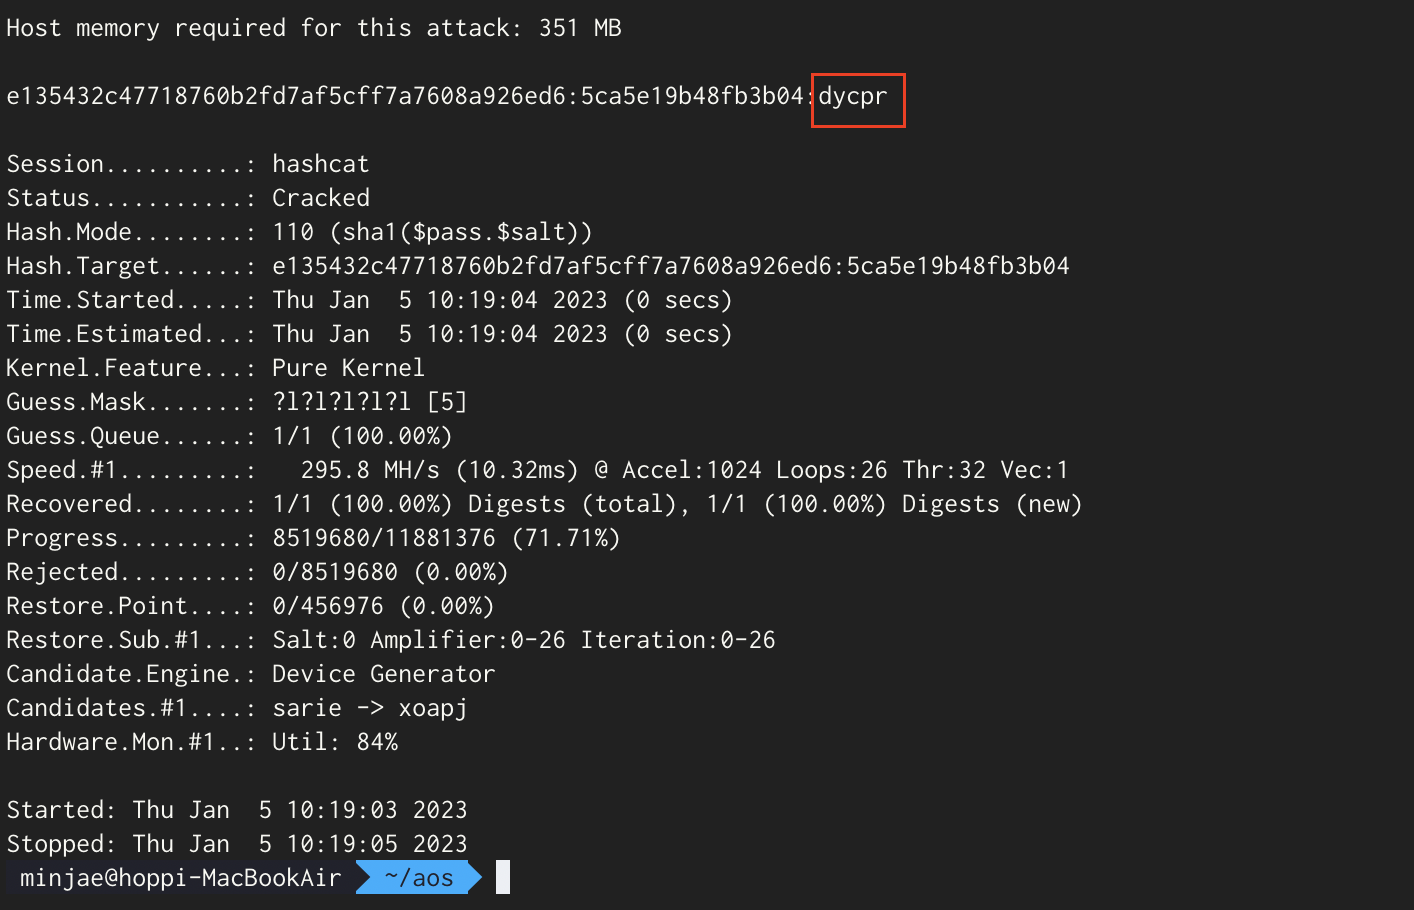 Host memory required for this attack: 351 MB
e135432c47718760b2fd7af5cff7a7608a926ed6:5ca5e19b48fb3b04:dycpr
Session..........: hashcat
Status...........: Cracked
Hash.Mode........: 110 (sha1($pass.$salt))
Hash.Target......: e135432c47718760b2fd7af5cff7a7608a926ed6:5ca5e19b48fb3b04
Time.Started.....: Thu Jan  5 10:19:04 2023 (0 secs)
Time.Estimated...: Thu Jan  5 10:19:04 2023 (0 secs)
Kernel.Feature...: Pure Kernel
Guess.Mask.......: ?l?l?l?l?l [5]
Guess.Queue......: 1/1 (100.00%)
Speed.#1.........:   295.8 MH/s (10.32ms) @ Accel:1024 Loops:26 Thr:32 Vec:1
Recovered........: 1/1 (100.00%) Digests (total), 1/1 (100.00%) Digests (new)
Progress.........: 8519680/11881376 (71.71%)
Rejected.........: 0/8519680 (0.00%)
Restore.Point....: 0/456976 (0.00%)
Restore.Sub.#1...: Salt:0 Amplifier:0-26 Iteration:0-26
Candidate.Engine.: Device Generator
Candidates.#1....: sarie -> xoapj
Hardware.Mon.#1..: Util: 84%
Started: Thu Jan  5 10:19:03 2023
Stopped: Thu Jan  5 10:19:05 2023
minjae@hoppi-MacBookAir ~/aos